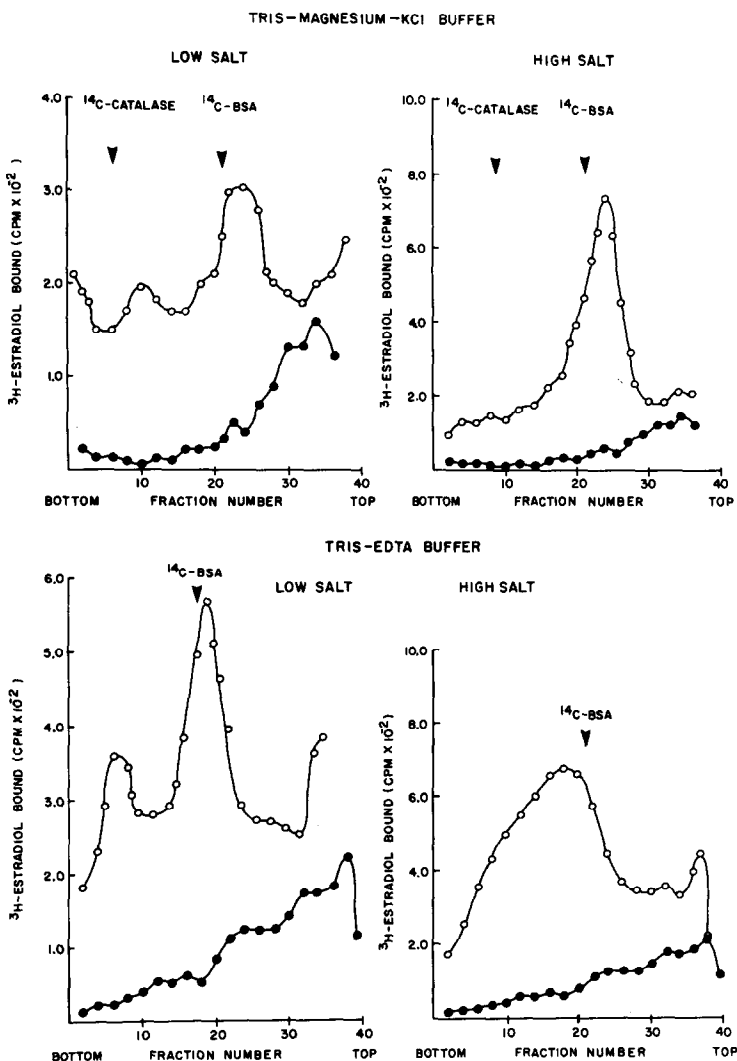 TRIS-MAGNESIUM-KCl BUFFER
LOW SALT
4.0
3.0
2.0
1.0
³H-ESTRADIOL BOUND (CPM X 10⁻²)
¹⁴C-CATALASE
¹⁴C-BSA
10
20
30
40
BOTTOM
FRACTION NUMBER
TOP
HIGH SALT
10.0
8.0
6.0
4.0
2.0
³H-ESTRADIOL BOUND (CPM X 10⁻²)
¹⁴C-CATALASE
¹⁴C-BSA
10
20
30
40
BOTTOM
FRACTION NUMBER
TOP
TRIS-EDTA BUFFER
LOW SALT
6.0
5.0
4.0
3.0
2.0
1.0
³H-ESTRADIOL BOUND (CPM X 10⁻²)
¹⁴C-BSA
10
20
30
40
BOTTOM
FRACTION NUMBER
TOP
HIGH SALT
10.0
8.0
6.0
4.0
2.0
³H-ESTRADIOL BOUND (CPM X 10⁻²)
¹⁴C-BSA
10
20
30
40
BOTTOM
FRACTION NUMBER
TOP